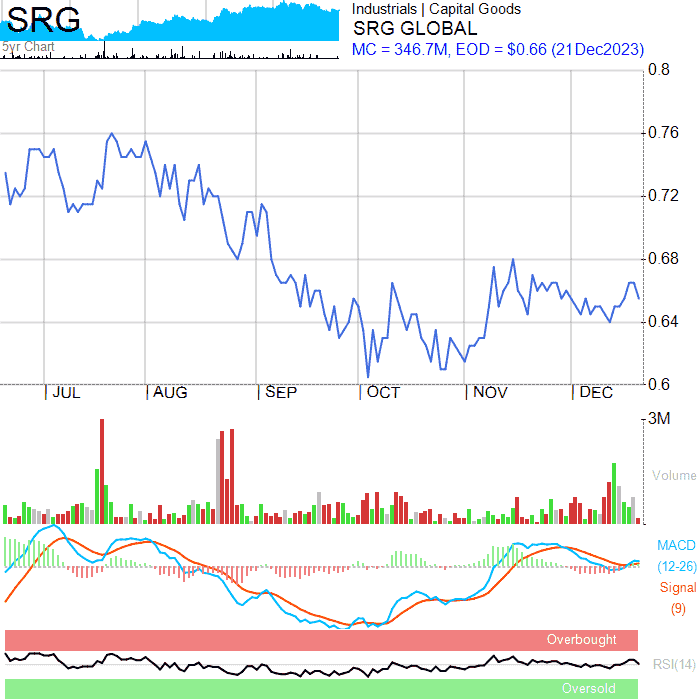 SRG
5yr Chart
Industrials | Capital Goods
SRG GLOBAL
MC = 346.7M, EOD = $0.66 (21Dec2023)
0.8
0.76
0.72
0.68
0.64
0.6
JUL AUG SEP OCT NOV DEC
3M
Volume
MACD
(12-26)
Signal
(9)
Overbought
RSI(14)
Oversold